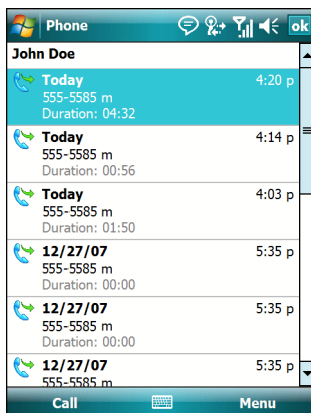 Phone
ok
John Doe
Today 4:20 p
555-5585 m
Duration: 04:32
Today 4:14 p
555-5585 m
Duration: 00:56
Today 4:03 p
555-5585 m
Duration: 01:50
12/27/07 5:35 p
555-5585 m
Duration: 00:00
12/27/07 5:35 p
555-5585 m
Duration: 00:00
12/27/07 5:35 p
555-5585 m
Call Menu